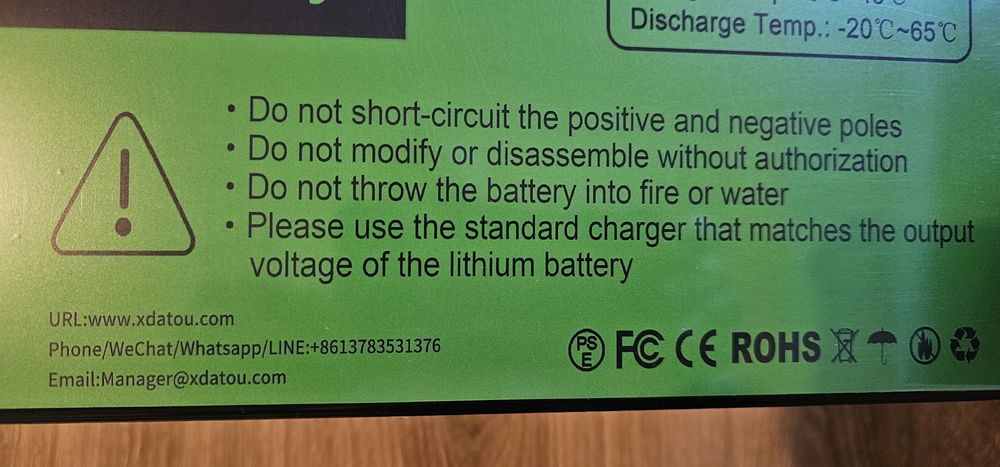 Discharge Temp.: -20℃~65℃
• Do not short-circuit the positive and negative poles
• Do not modify or disassemble without authorization
• Do not throw the battery into fire or water
• Please use the standard charger that matches the output
voltage of the lithium battery
URL:www.xdatou.com
Phone/WeChat/Whatsapp/LINE:+8613783531376
Email:Manager@xdatou.com
PS E FC CE ROHS